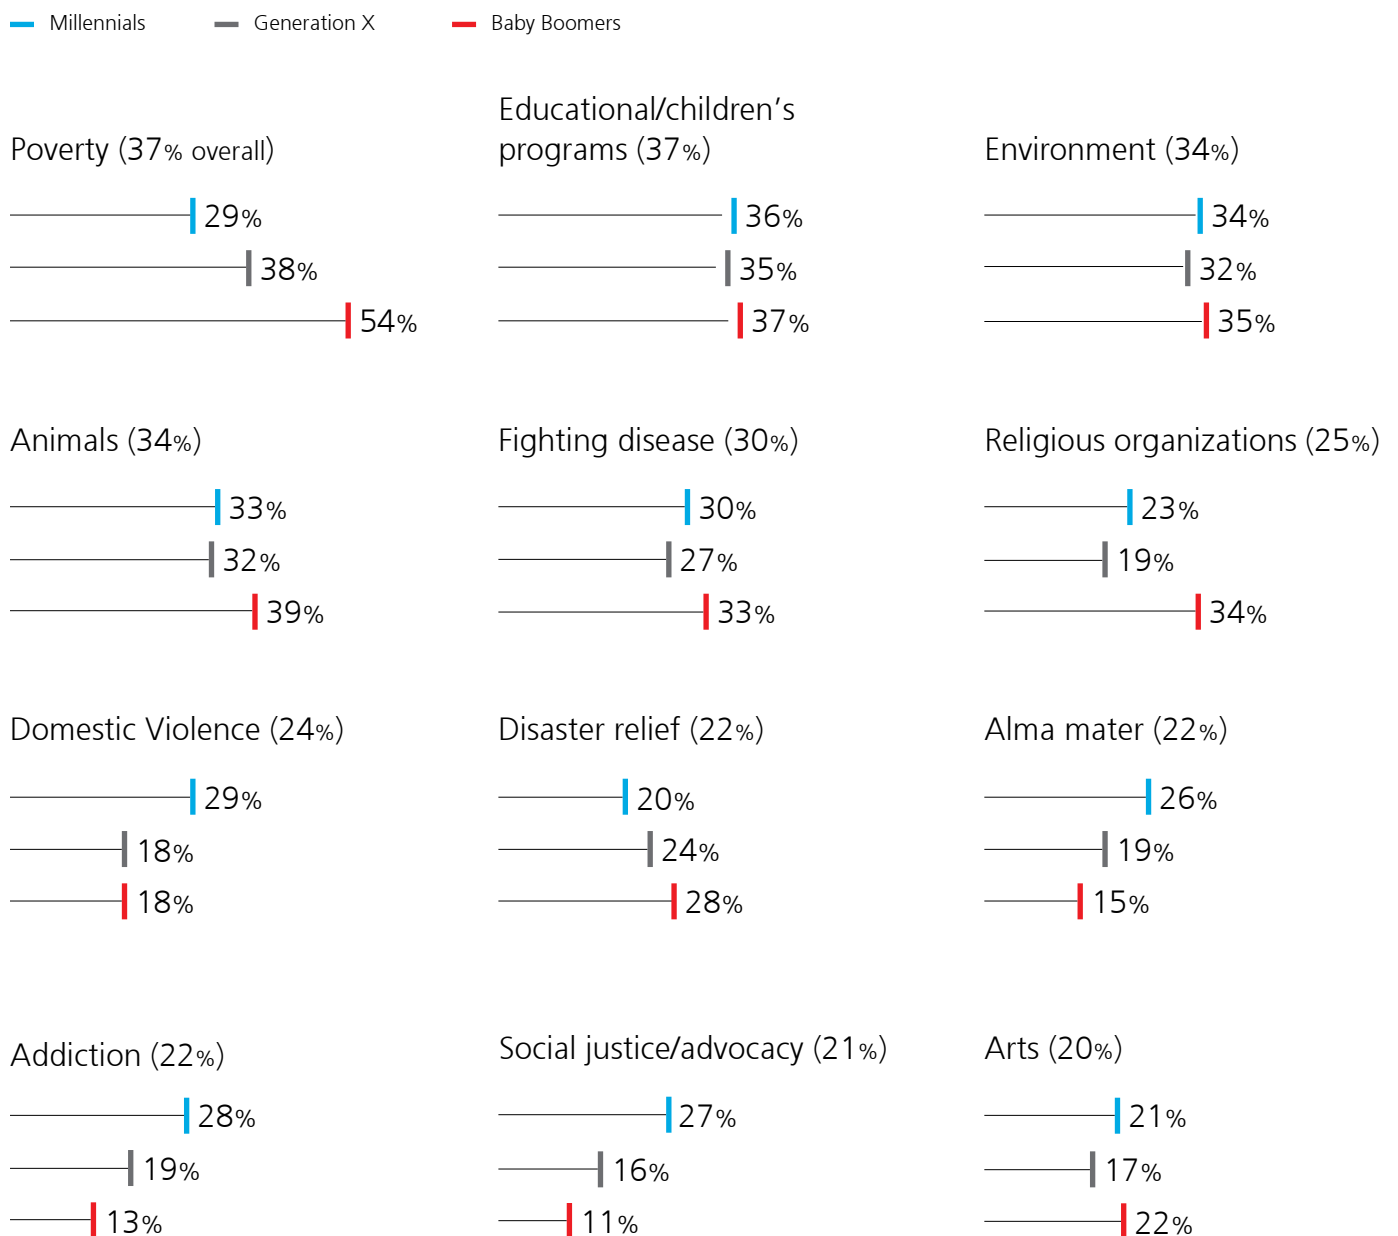 Millennials
Generation X
Baby Boomers
Poverty (37% overall)
29%
38%
54%
Educational/children’s
programs (37%)
36%
35%
37%
Environment (34%)
34%
32%
35%
Animals (34%)
33%
32%
39%
Fighting disease (30%)
30%
27%
33%
Religious organizations (25%)
23%
19%
34%
Domestic Violence (24%)
29%
18%
18%
Disaster relief (22%)
20%
24%
28%
Alma mater (22%)
26%
19%
15%
Addiction (22%)
28%
19%
13%
Social justice/advocacy (21%)
27%
16%
11%
Arts (20%)
21%
17%
22%